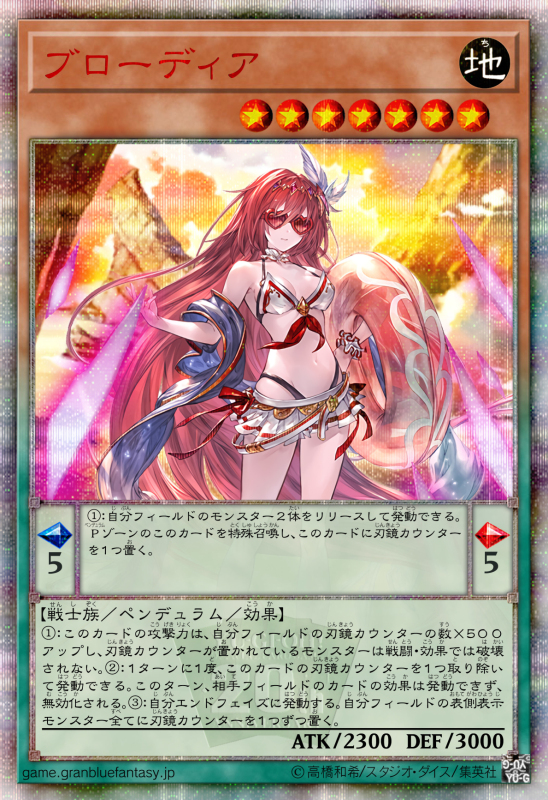 ブローディア
地
①:自分フィールドのモンスター2体をリリースして発動できる。
Pゾーンのこのカードを特殊召喚し、このカードに刃鏡カウンター
を1つ置く。
5
5
【戦士族/ペンデュラム/効果】
①:このカードの攻撃力は、自分フィールドの刃鏡カウンターの数×500
アップし、刃鏡カウンターが置かれているモンスターは戦闘・効果では破壊
されない。②:1ターンに1度、このカードの刃鏡カウンターを1つ取り除い
て発動できる。このターン、相手フィールドのカードの効果は発動できず、
無効化される。③:自分エンドフェイズに発動する。自分フィールドの表側表示
モンスター全てに刃鏡カウンターを1つずつ置く。
ATK/2300 DEF/3000
game.granbluefantasy.jp
©高橋和希/スタジオ・ダイス/集英社